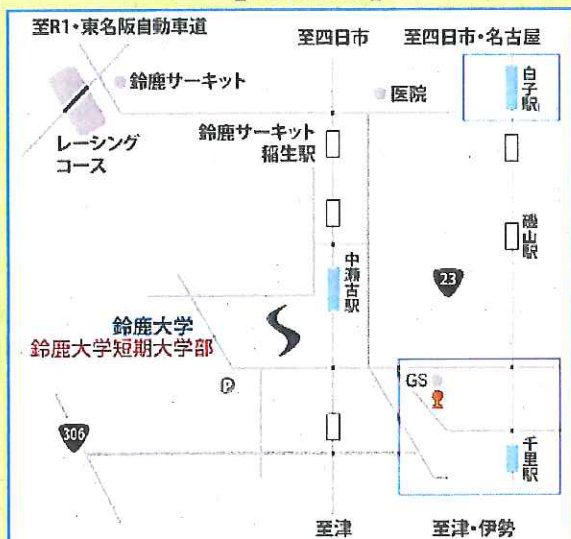 至R1・東名阪自動車道
至四日市
至四日市・名古屋
鈴鹿サーキット
医院
白子駅
レーシング
コース
鈴鹿サーキット
稲生駅
磯山駅
中瀬古駅
23
鈴鹿大学
鈴鹿大学短期大学部
GS
P
306
千里駅
至津
至津・伊勢